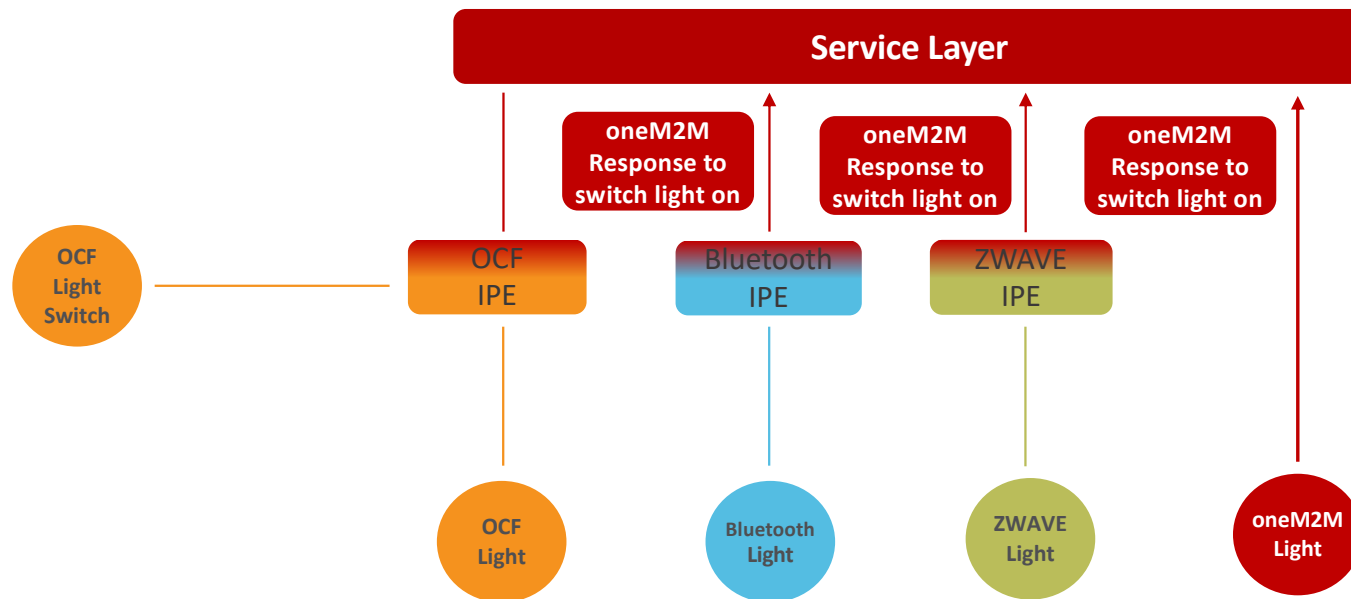 Service Layer
oneM2M
Response to
switch light on
oneM2M
Response to
switch light on
oneM2M
Response to
switch light on
OCF
Light
Switch
OCF
IPE
Bluetooth
IPE
ZWAVE
IPE
OCF
Light
Bluetooth
Light
ZWAVE
Light
oneM2M
Light